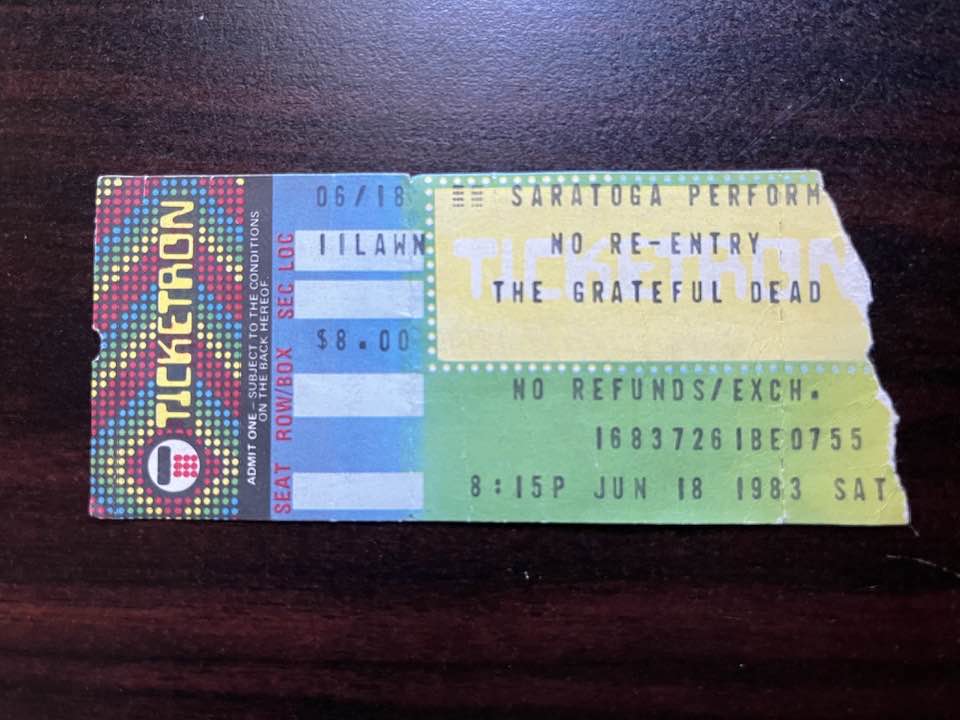 TICKETRON
ADMIT ONE – SUBJECT TO THE CONDITIONS
ON THE BACK HEREOF.
SEAT ROW/BOX SEC. LOC
06/18
11LAWN
$8.00
SARATOGA PERFORM
NO RE-ENTRY
TICKETRON
THE GRATEFUL DEAD
NO REFUNDS/EXCH.
16837261BE0755
8:15P JUN 18 1983 SAT